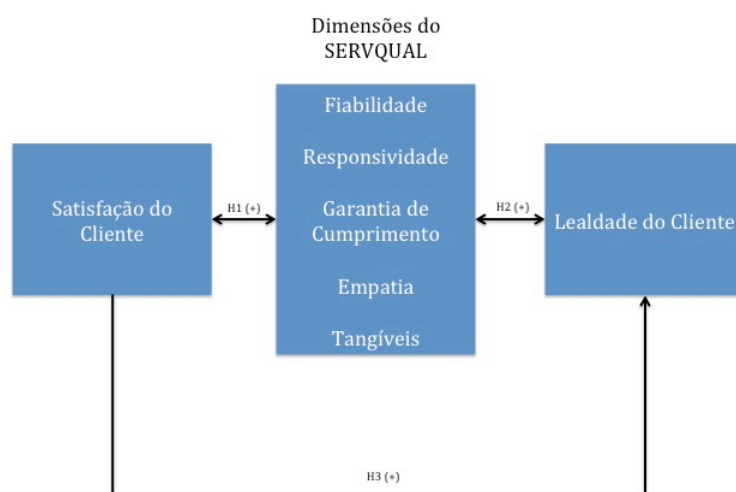 Dimensões do
SERVQUAL
Fiabilidade
Responsividade
Garantia de
Cumprimento
Empatia
Tangíveis
Satisfação do
Cliente
H1 (+)
H2 (+)
Lealdade do Cliente
H3 (+)